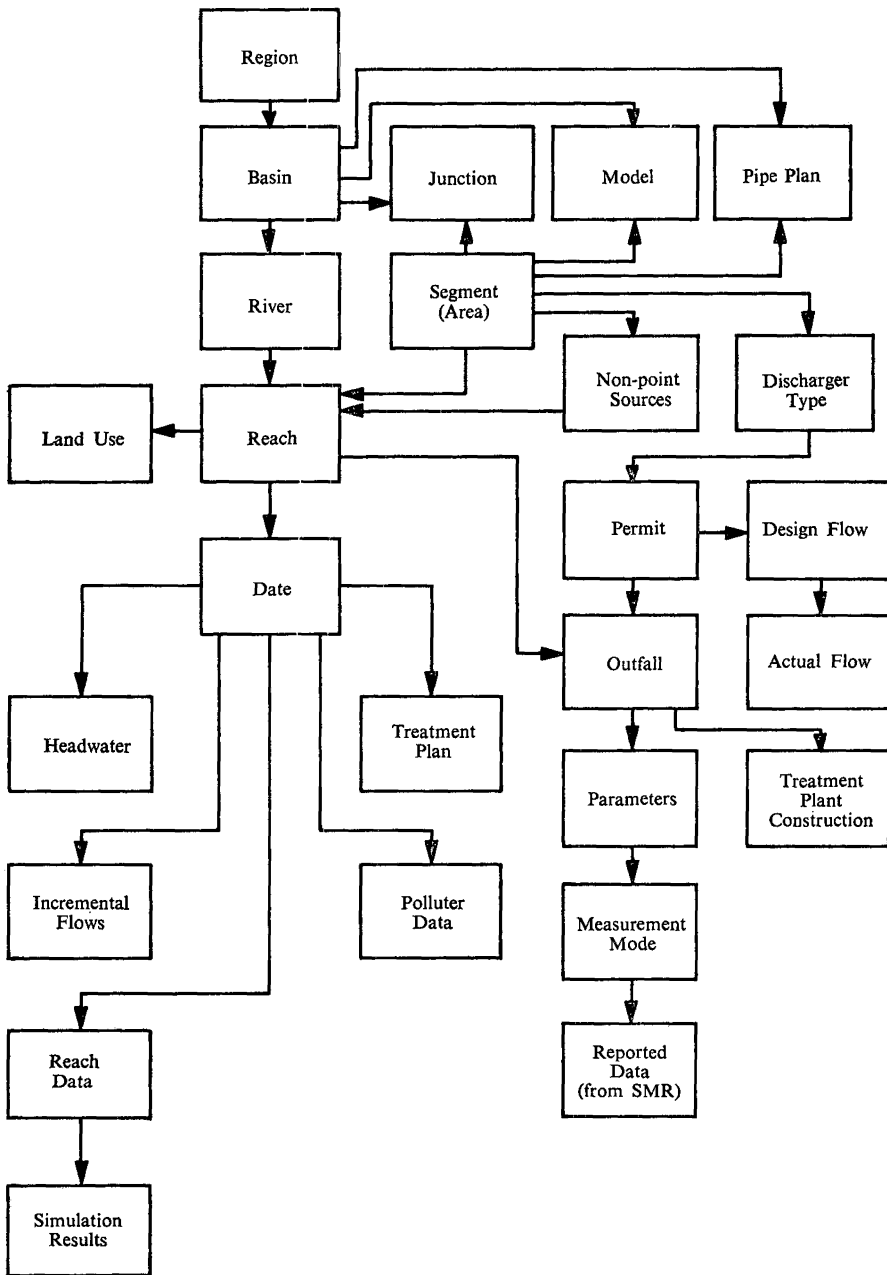 Region
Basin
Junction
Model
Pipe Plan
River
Segment
(Area)
Non-point
Sources
Discharger
Type
Land Use
Reach
Permit
Design Flow
Date
Outfall
Actual Flow
Headwater
Treatment
Plan
Parameters
Treatment
Plant
Construction
Incremental
Flows
Polluter
Data
Measurement
Mode
Reach
Data
Reported
Data
(from SMR)
Simulation
Results